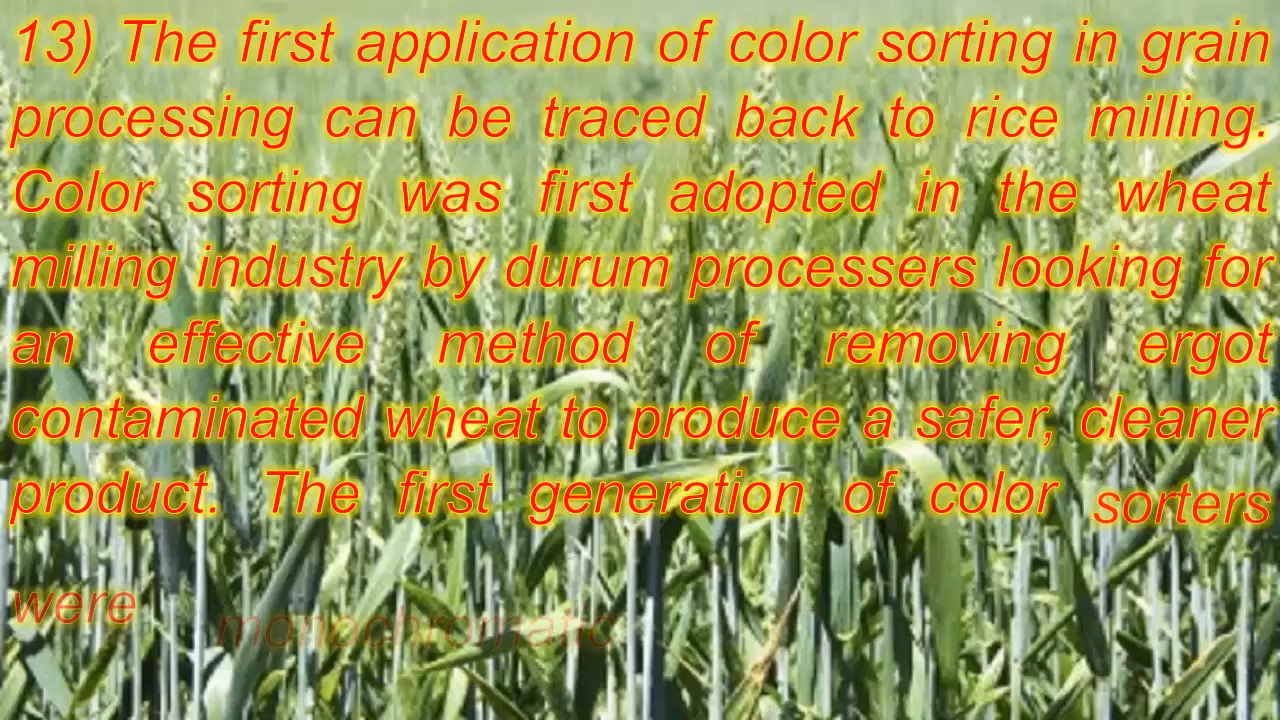 13) The first application of color sorting in grain
processing can be traced back to rice milling.
Color sorting was first adopted in the wheat
milling industry by durum processers looking for
an effective method of removing ergot
contaminated wheat to produce a safer, cleaner
product. The first generation of color sorters
were monochromatic